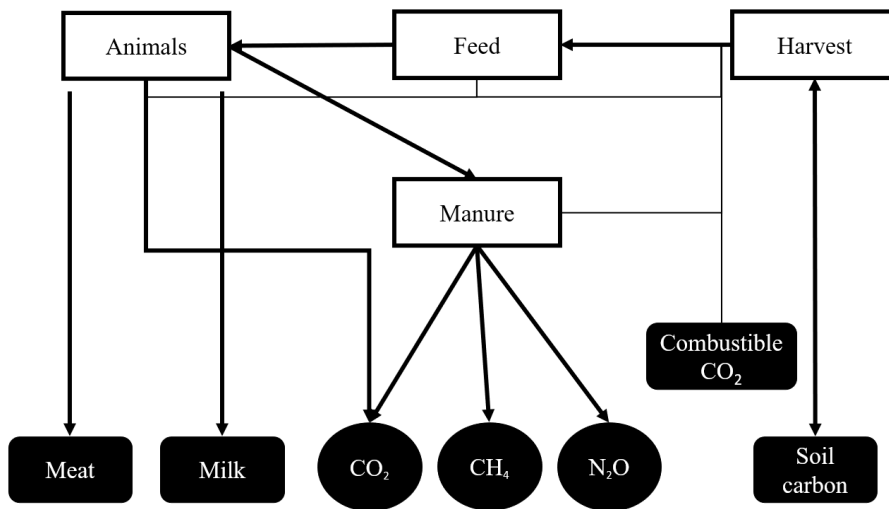 Animals
Feed
Harvest
Manure
Combustible
CO₂
Meat
Milk
CO₂
CH₄
N₂O
Soil
carbon